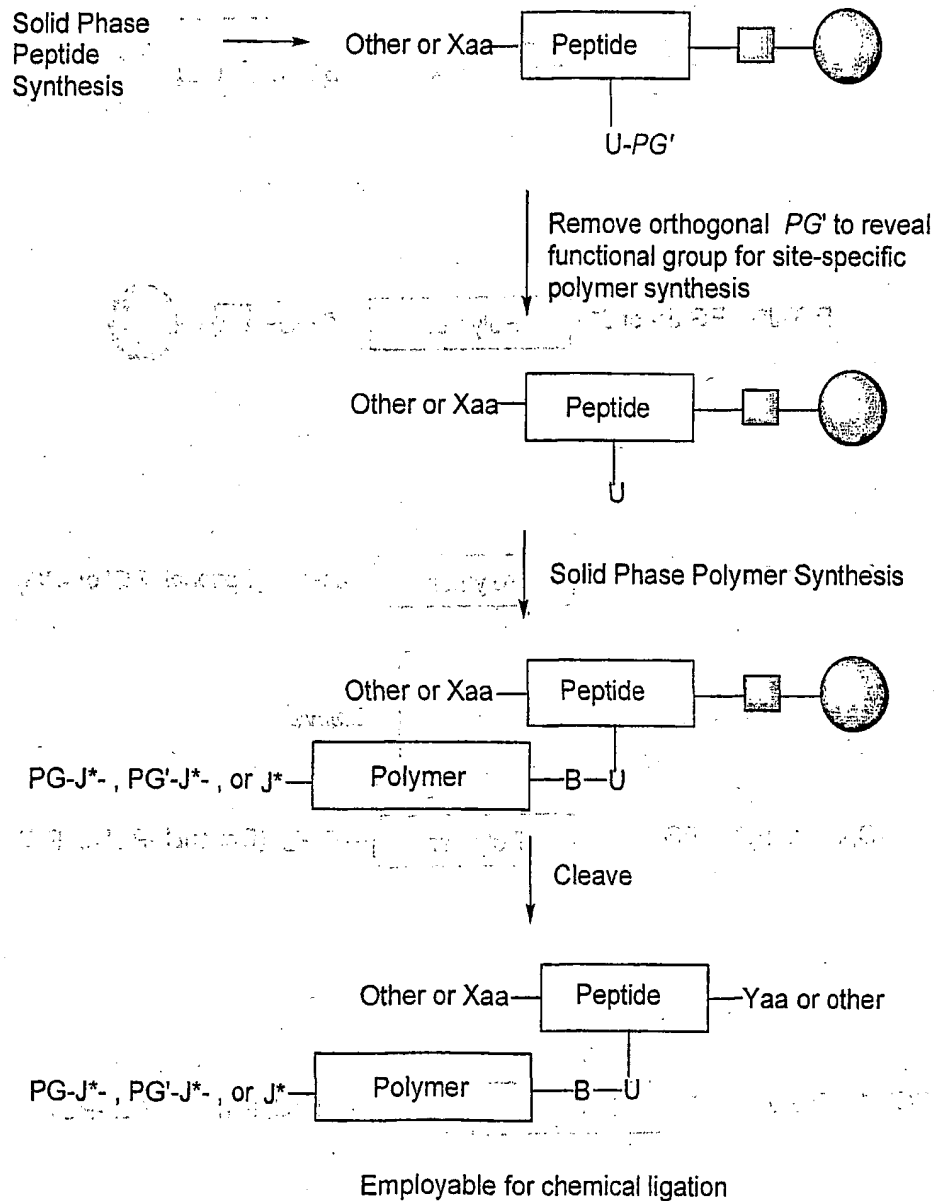 Solid Phase
Peptide
Synthesis
Other or Xaa
Peptide
U-PG'
Remove orthogonal PG' to reveal
functional group for site-specific
polymer synthesis
Other or Xaa
Peptide
U
Solid Phase Polymer Synthesis
Other or Xaa
Peptide
PG-J*- , PG'-J*- , or J*
Polymer
B
U
Cleave
Other or Xaa
Peptide
Yaa or other
PG-J*- , PG'-J*- , or J*
Polymer
B
U
Employable for chemical ligation